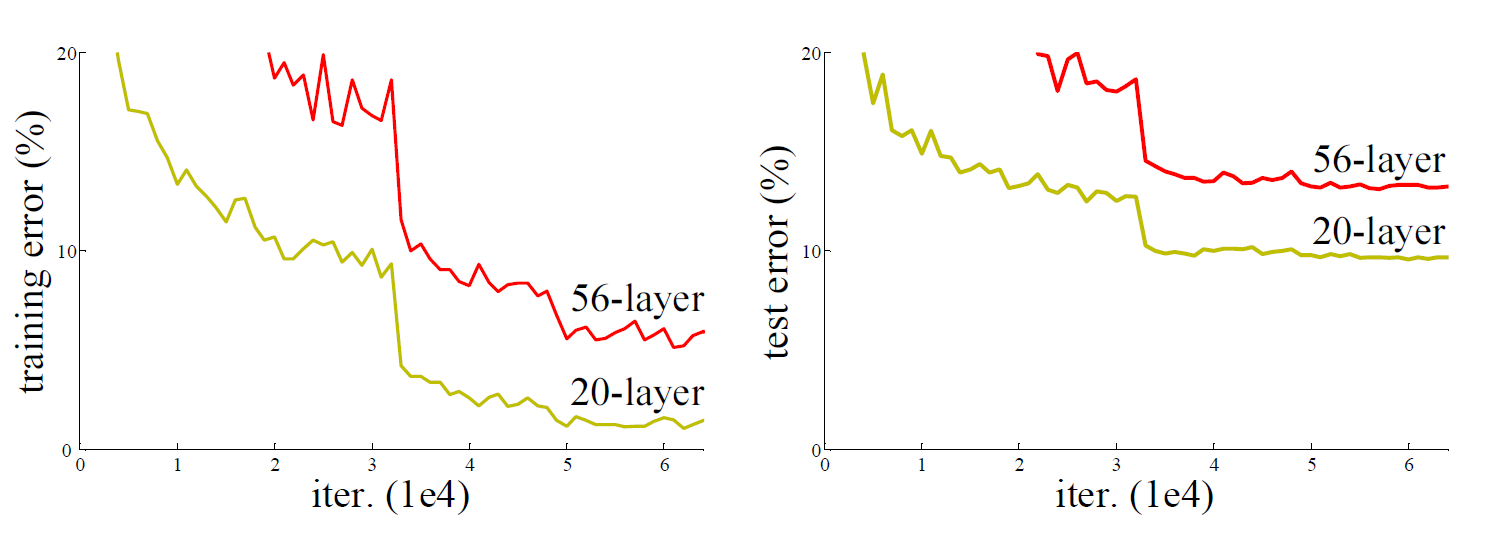 training error (%)
20
10
0
56-layer
20-layer
0 1 2 3 4 5 6
iter. (1e4)
test error (%)
20
10
0
56-layer
20-layer
0 1 2 3 4 5 6
iter. (1e4)